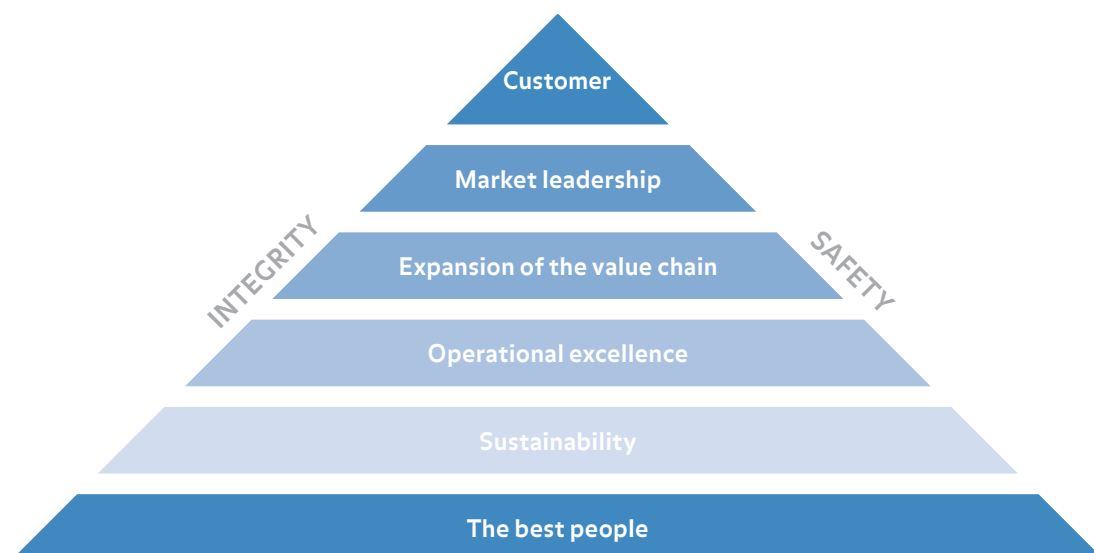 Customer
Market leadership
INTEGRITY
SAFETY
Expansion of the value chain
Operational excellence
Sustainability
The best people